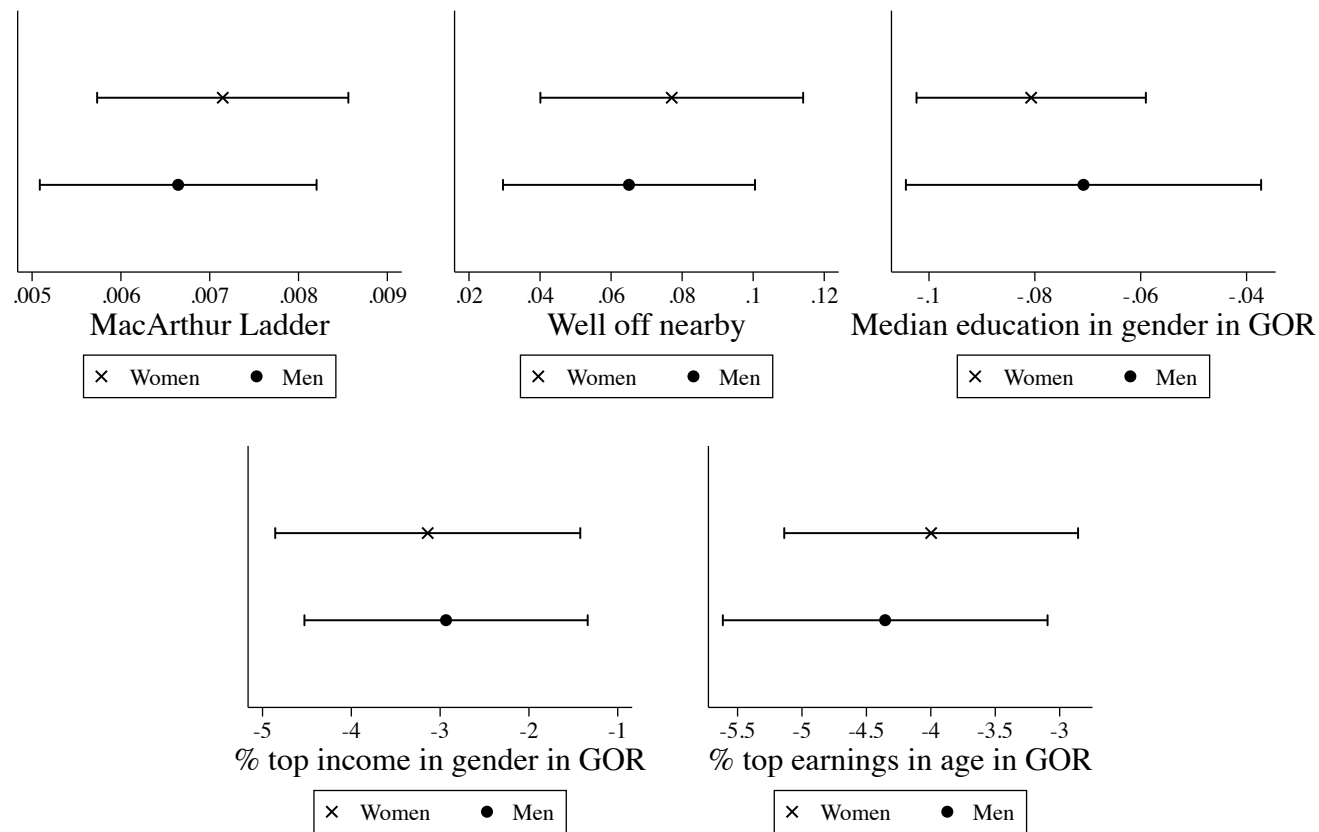 .005 .006 .007 .008 .009
MacArthur Ladder
× Women ● Men
.02 .04 .06 .08 .1 .12
Well off nearby
× Women ● Men
-.1 -.08 -.06 -.04
Median education in gender in GOR
× Women ● Men
-5 -4 -3 -2 -1
% top income in gender in GOR
× Women ● Men
-5.5 -5 -4.5 -4 -3.5 -3
% top earnings in age in GOR
× Women ● Men